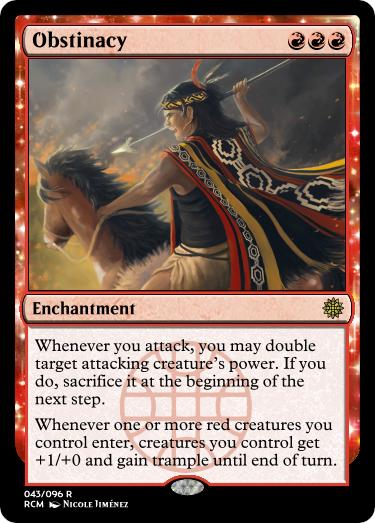 Obstinacy
Enchantment
Whenever you attack, you may double
target attacking creature's power. If you
do, sacrifice it at the beginning of the
next step.
Whenever one or more red creatures you
control enter, creatures you control get
+1/+0 and gain trample until end of turn.
043/096 R
RCM Nicole Jiménez